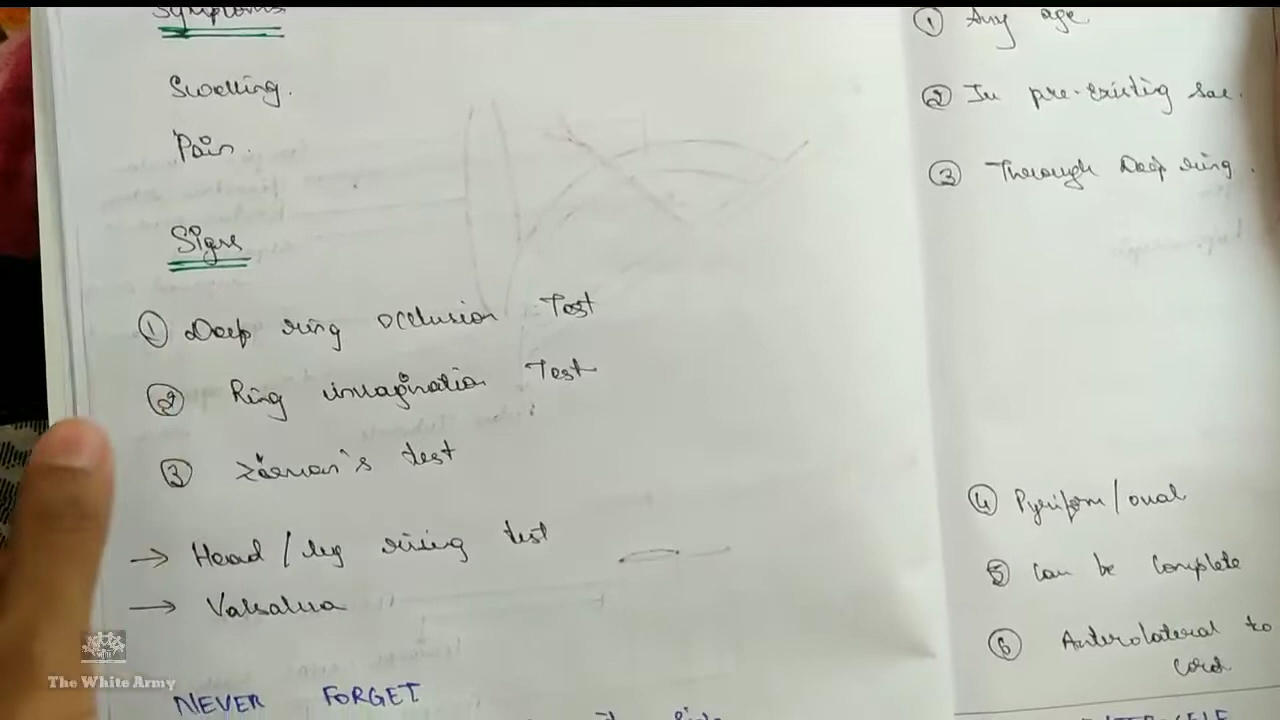 Symptoms
Swelling.
Pain.
Signs
① Deep ring occlusion Test
② Ring invagination Test
③ Zieman's test
→ Head / leg rising test
→ Valsalva
NEVER FORGET
① Any age
② In pre-existing sac.
③ Through Deep ring.
④ Pyriform / oval
⑤ Can be Complete
⑥ Anterolateral to
cord
The White Army